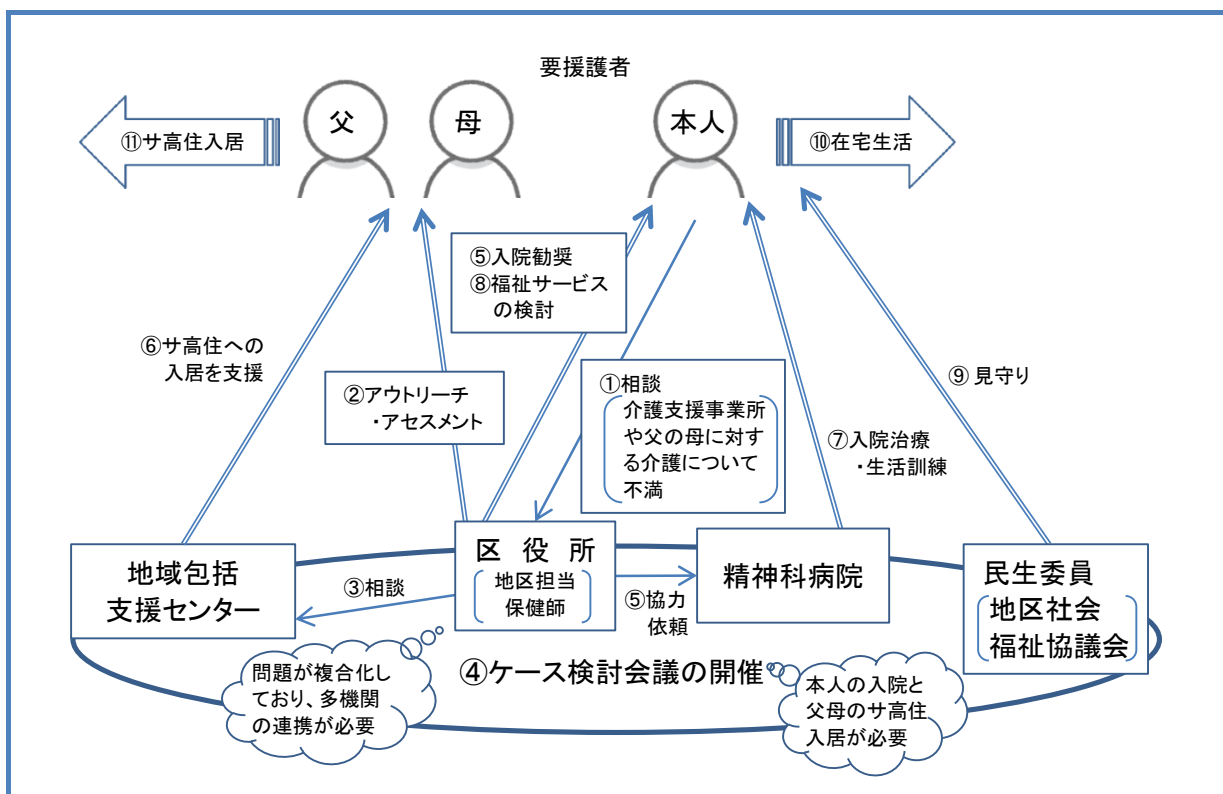 要援護者
父
母
本人
⑪サ高住入居
⑩在宅生活
⑤入院勧奨
⑧福祉サービス
の検討
⑥サ高住への
入居を支援
②アウトリーチ
・アセスメント
①相談
介護支援事業所
や父の母に対す
る介護について
不満
⑨見守り
⑦入院治療
・生活訓練
地域包括
支援センター
③相談
区役所
地区担当
保健師
⑤協力
依頼
精神科病院
民生委員
地区社会
福祉協議会
④ケース検討会議の開催
問題が複合化し
ており、多機関
の連携が必要
本人の入院と
父母のサ高住
入居が必要